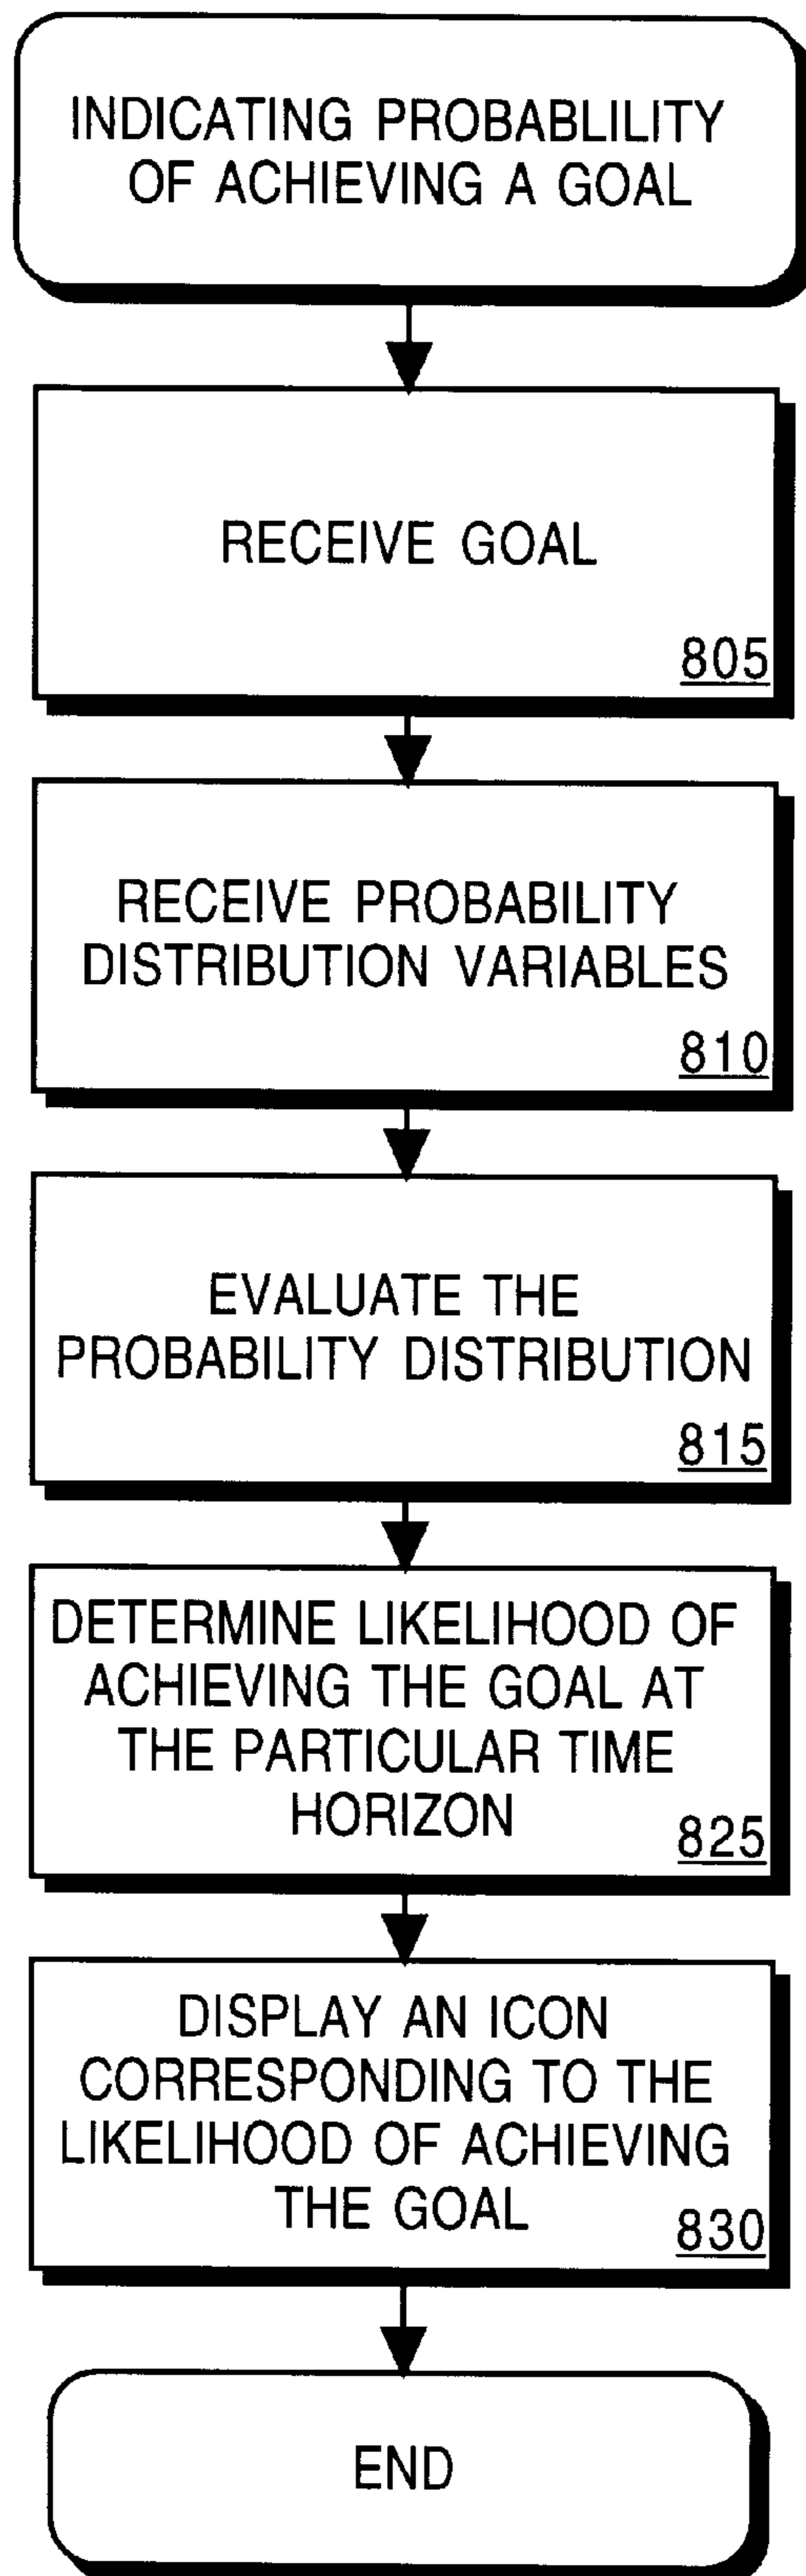 INDICATING PROBABLILITY
OF ACHIEVING A GOAL
RECEIVE GOAL
805
RECEIVE PROBABILITY
DISTRIBUTION VARIABLES
810
EVALUATE THE
PROBABILITY DISTRIBUTION
815
DETERMINE LIKELIHOOD OF
ACHIEVING THE GOAL AT
THE PARTICULAR TIME
HORIZON
825
DISPLAY AN ICON
CORRESPONDING TO THE
LIKELIHOOD OF ACHIEVING
THE GOAL
830
END